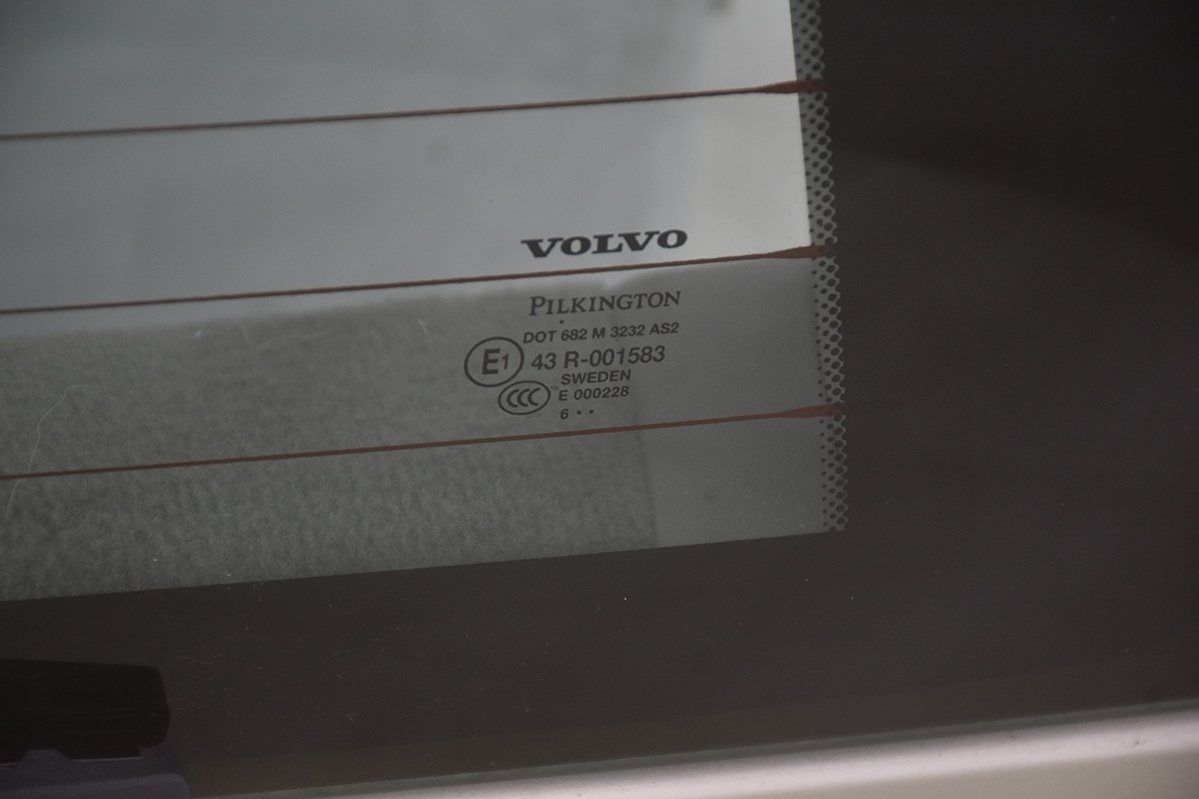 VOLVO
PILKINGTON
DOT 682 M 3232 AS2
E1 43 R-001583
SWEDEN
CCC E 000228
6 • •